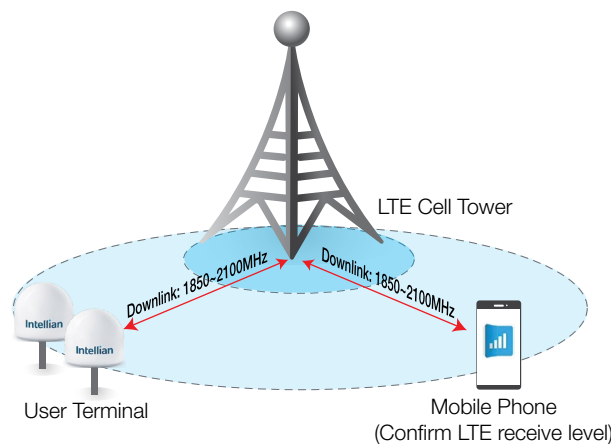 LTE Cell Tower
Downlink: 1850~2100MHz
Downlink: 1850~2100MHz
Intellian
Intellian
User Terminal
Mobile Phone
(Confirm LTE receive level)